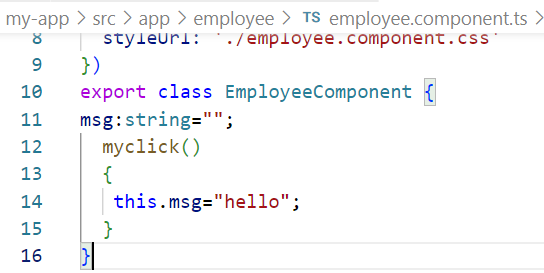 my-app > src > app > employee > TS employee.component.ts >
8 styleUrl: './employee.component.css'
9 })
10 export class EmployeeComponent {
11 msg:string="";
12 myclick()
13 {
14 this.msg="hello";
15 }
16 }